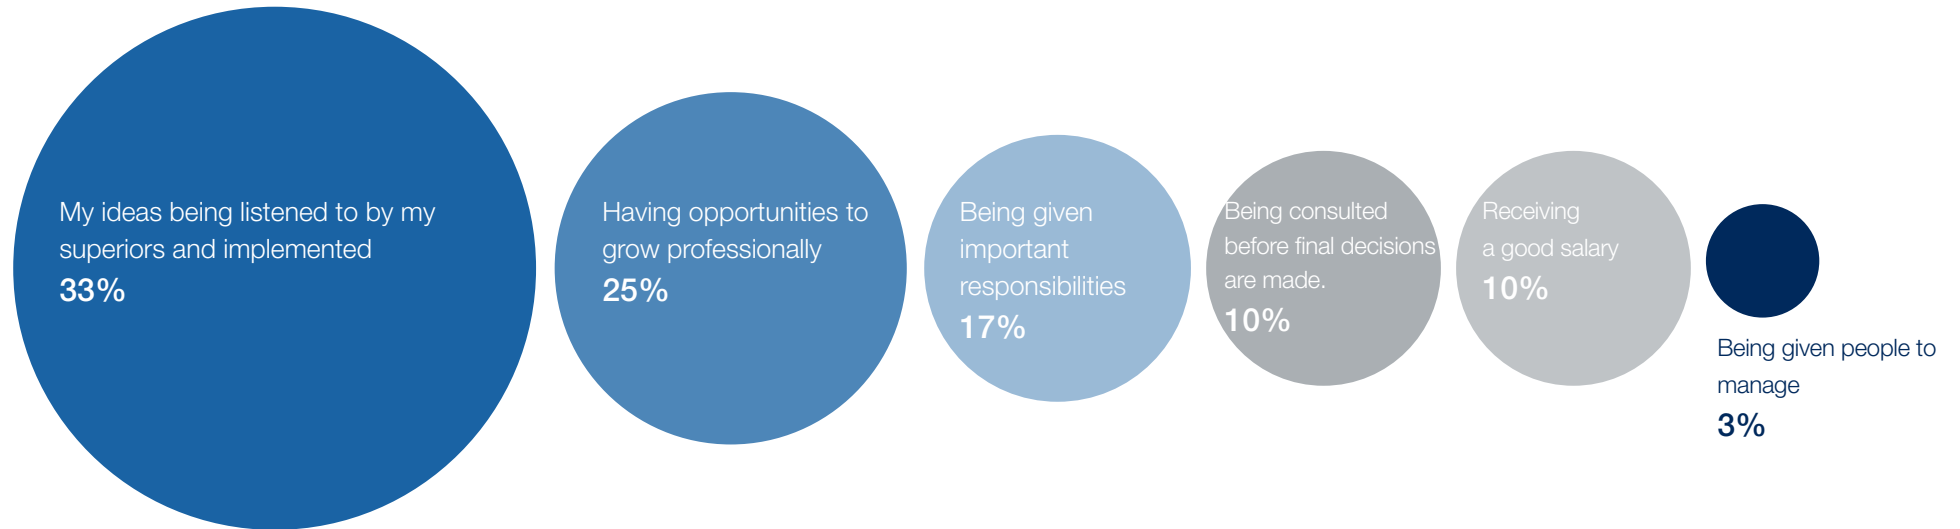 My ideas being listened to by my
superiors and implemented
33%
Having opportunities to
grow professionally
25%
Being given
important
responsibilities
17%
Being consulted
before final decisions
are made.
10%
Receiving
a good salary
10%
Being given people to
manage
3%